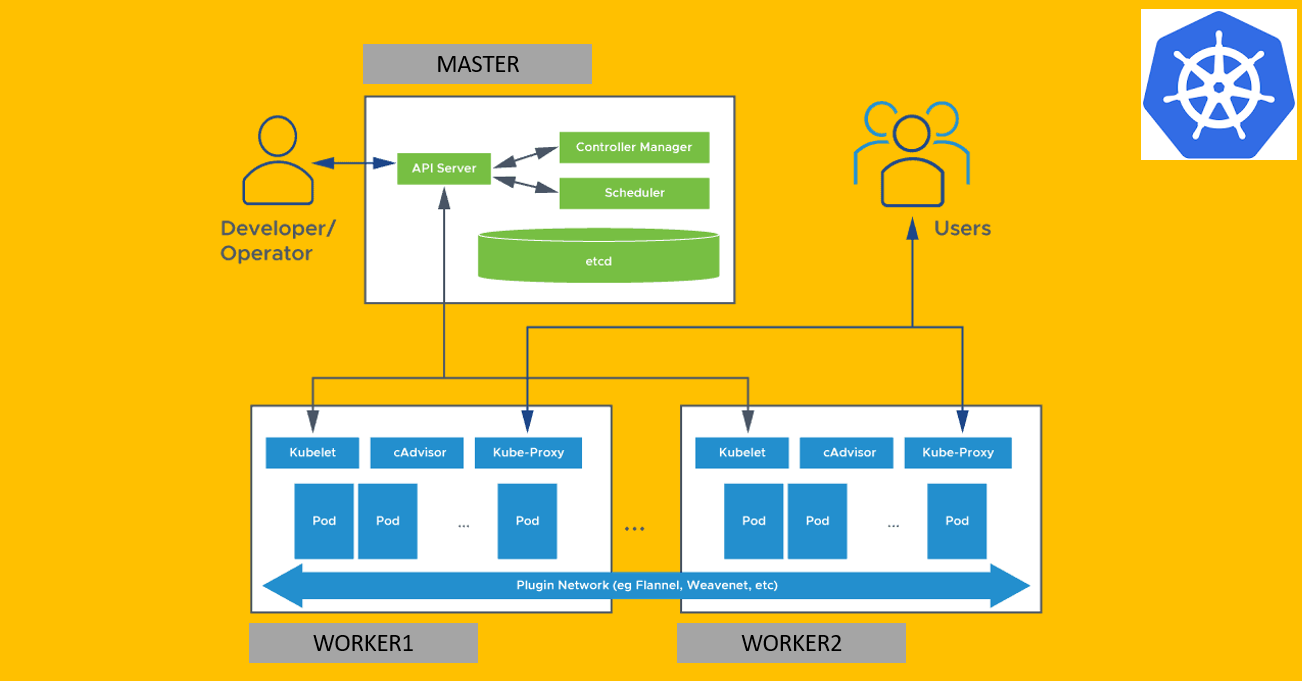 MASTER
API Server
Controller Manager
Scheduler
etcd
Developer/
Operator
Users
Kubelet
cAdvisor
Kube-Proxy
Pod
Pod
...
Pod
...
Kubelet
cAdvisor
Kube-Proxy
Pod
Pod
...
Pod
Plugin Network (eg Flannel, Weavenet, etc)
WORKER1
WORKER2